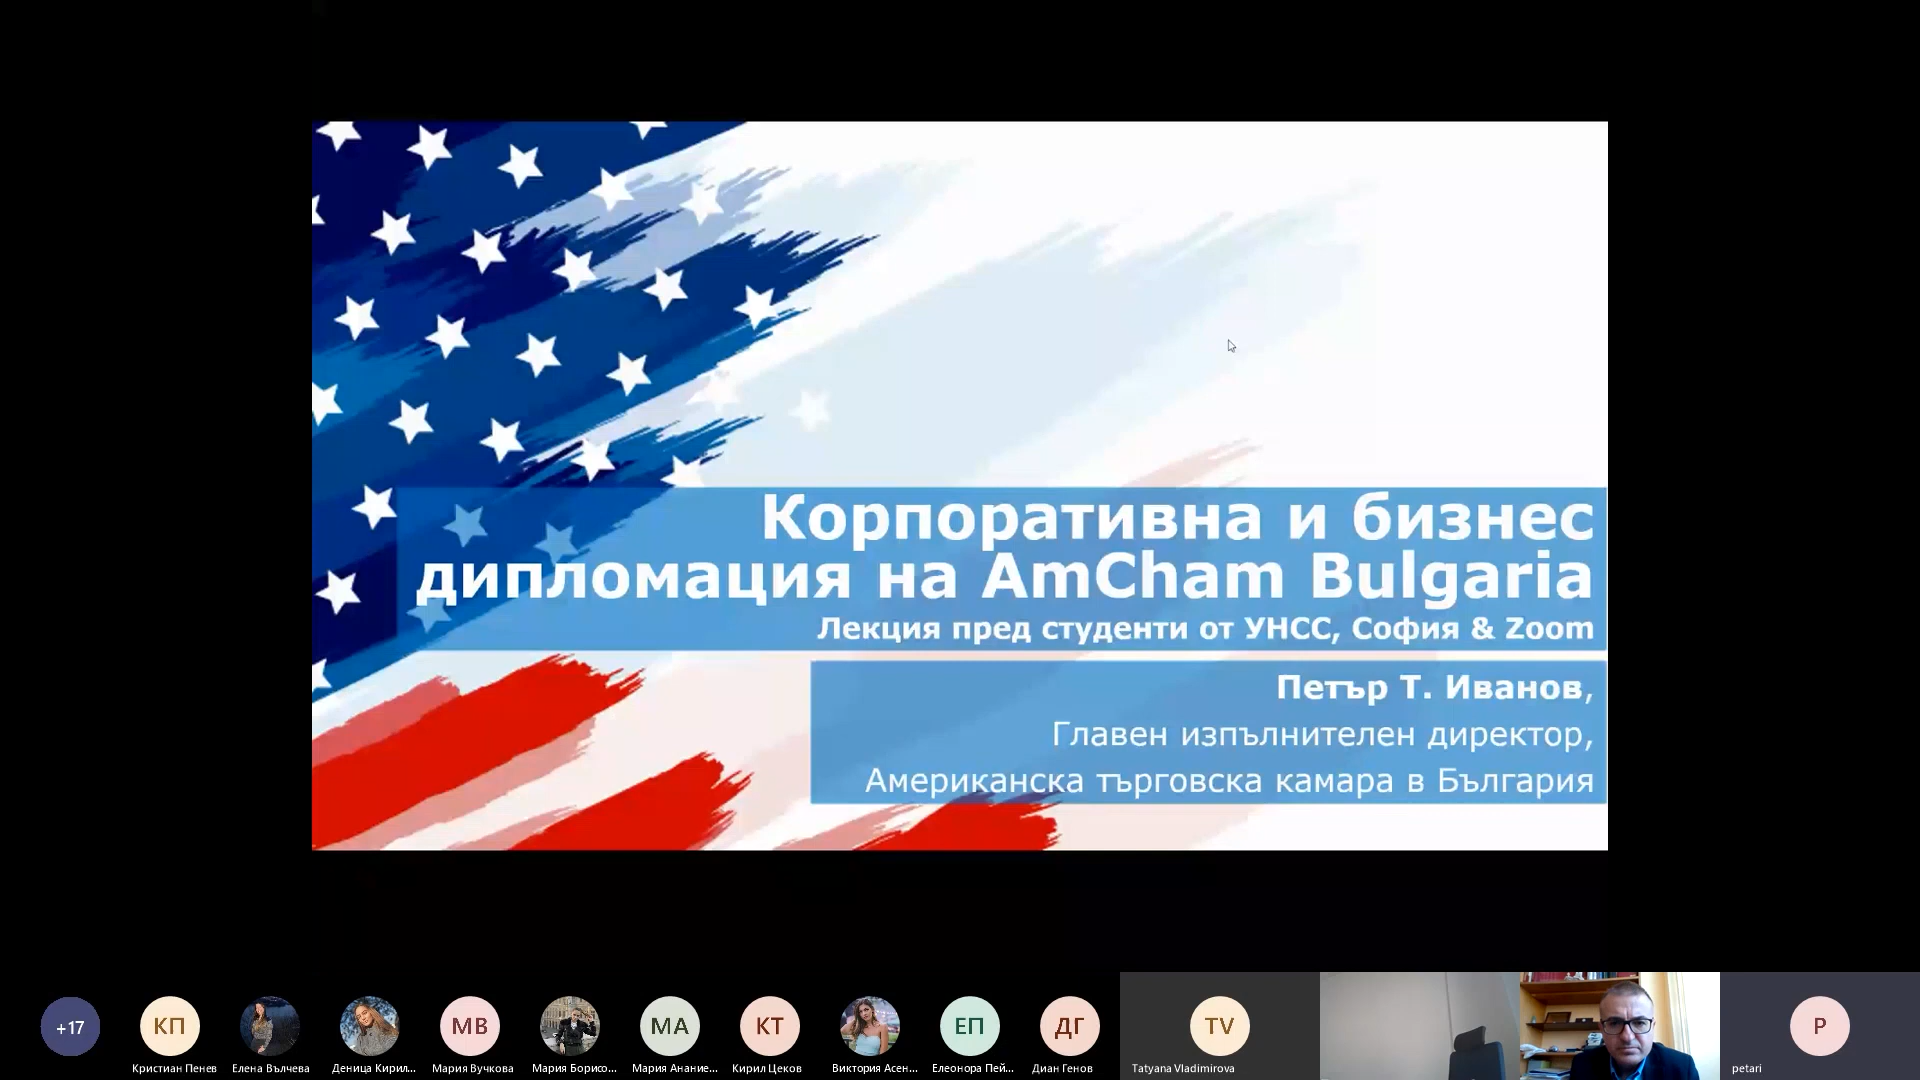 Корпоративна и бизнес
дипломация на AmCham Bulgaria
Лекция пред студенти от УНСС, София & Zoom
Петър Т. Иванов,
Главен изпълнителен директор,
Американска търговска камара в България
+17
КП
МВ
МА
КТ
ЕП
ДГ
TV
P
Кристиан Пенев
Елена Вълчева
Деница Кирил...
Мария Вучкова
Мария Борисо...
Мария Анание...
Кирил Цеков
Виктория Асен...
Елеонора Пей...
Диан Генов
Tatyana Vladimirova
petari